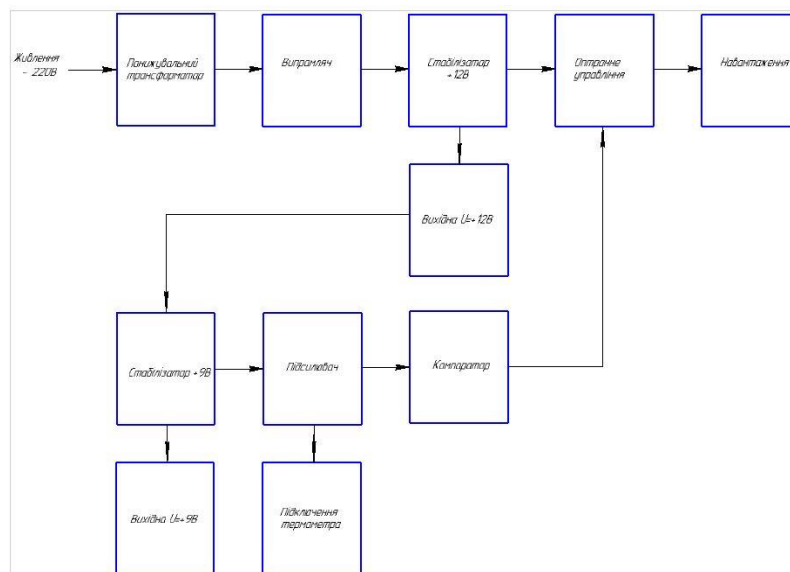 Живлення
~ 220В
Понижувальний
трансформатор
Випрямляч
Стабілізатор
+12В
Оптронне
управління
Навантаження
Вихідна U=+12В
Стабілізатор +9В
Підсилювач
Компаратор
Вихідна U=+9В
Підключення
термометра